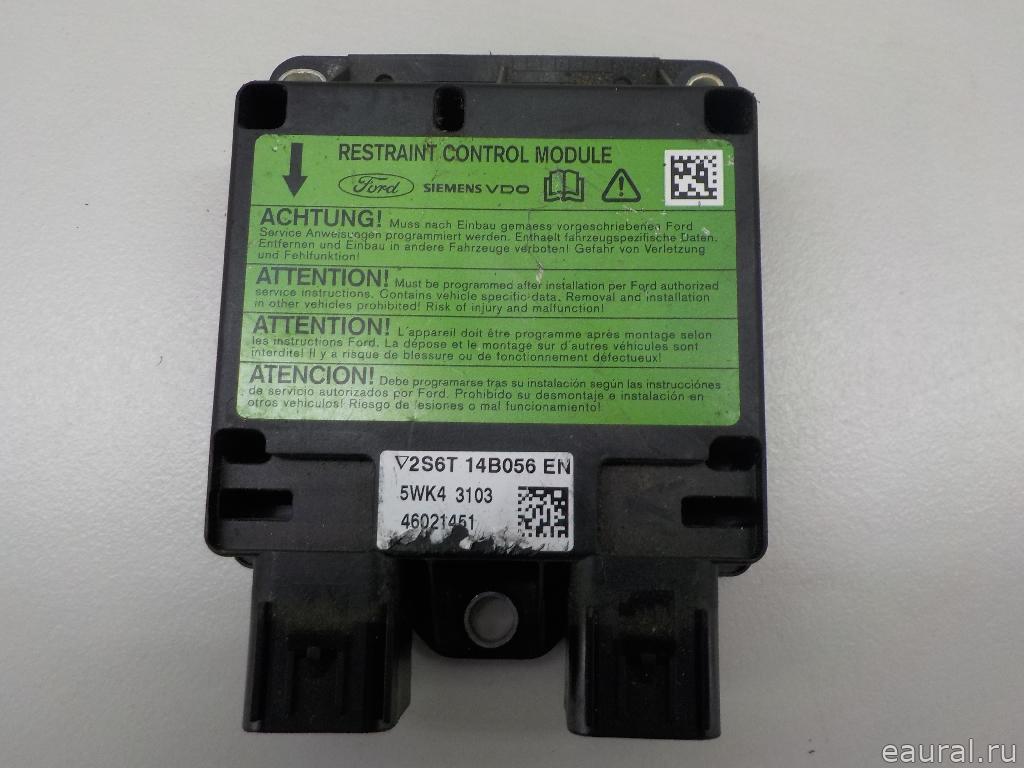 RESTRAINT CONTROL MODULE
Ford SIEMENS VDO
ACHTUNG! Muss nach Einbau gemaess vorgeschriebenen Ford
Service Anweisungen programmiert werden. Enthaelt fahrzeugspezifische Daten.
Entfernen und Einbau in andere Fahrzeuge verboten! Gefahr von Verletzung
und Fehlfunktion!
ATTENTION! Must be programmed after installation per Ford authorized
service instructions. Contains vehicle specific data. Removal and installation
in other vehicles prohibited! Risk of injury and malfunction!
ATTENTION! L'appareil doit être programme après montage selon
les instructions Ford. La dépose et le montage sur d'autres véhicules sont
interdite! Il y a risque de blessure ou de fonctionnement défectueux!
ATENCION! Debe programarse tras su instalación según las instrucciónes
de servicio autorizados por Ford. Prohibido su desmontaje e instalación en
otros vehiculos! Riesgo de lesiones o mal funcionamiento!
2S6T 14B056 EN
5WK4 3103
46021451
eaural.ru